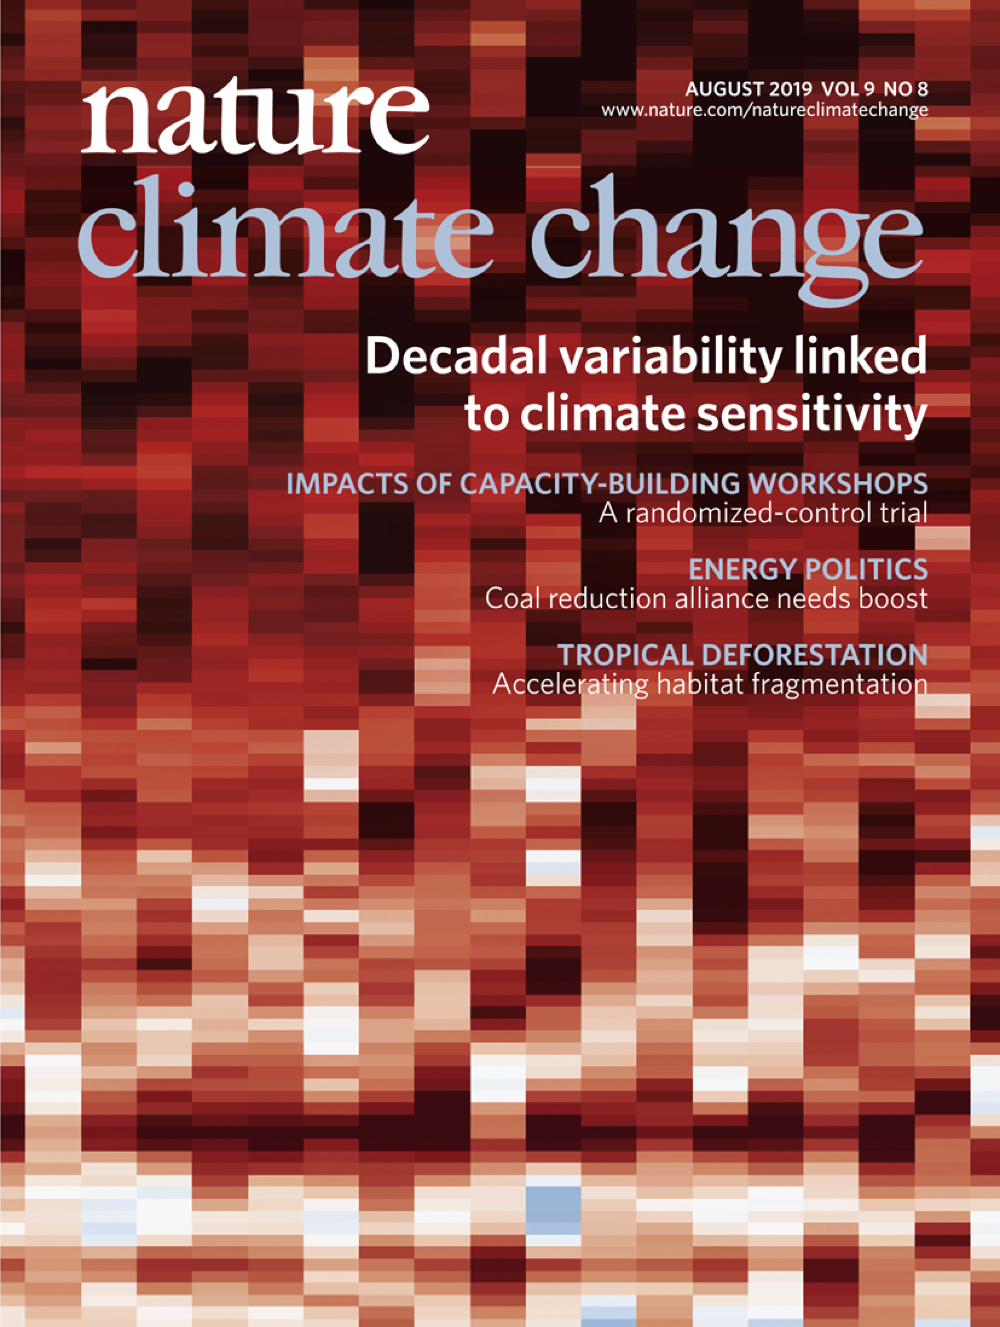 nature
AUGUST 2019 VOL 9 NO 8
www.nature.com/natureclimatechange
climate change
Decadal variability linked
to climate sensitivity
IMPACTS OF CAPACITY-BUILDING WORKSHOPS
A randomized-control trial
ENERGY POLITICS
Coal reduction alliance needs boost
TROPICAL DEFORESTATION
Accelerating habitat fragmentation